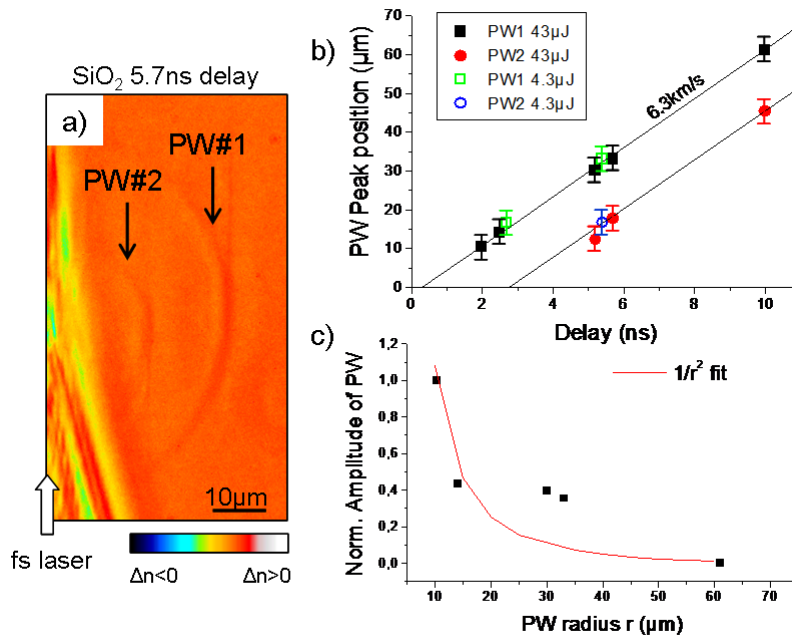 SiO2 5.7ns delay
a)
PW#1
PW#2
10µm
fs laser
Δn<0
Δn>0
b)
PW Peak position (µm)
70
60
50
40
30
20
10
0
PW1 43µJ
PW2 43µJ
PW1 4.3µJ
PW2 4.3µJ
6.3km/s
0 2 4 6 8 10
Delay (ns)
c)
Norm. Amplitude of PW
1,2
1,0
0,8
0,6
0,4
0,2
0,0
1/r² fit
10 20 30 40 50 60 70
PW radius r (µm)